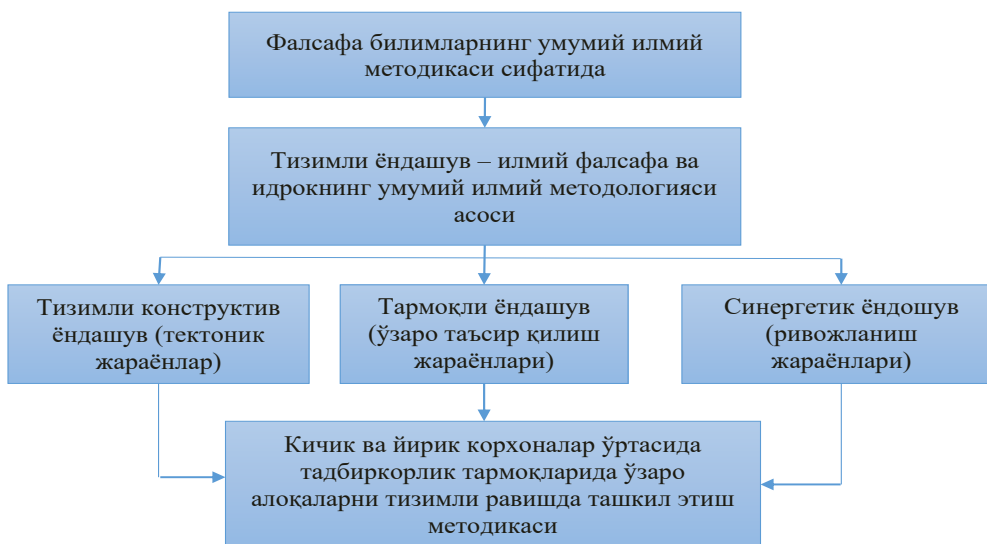 Фалсафа билимларнинг умумий илмий
методикаси сифатида
Тизимли ёндашув – илмий фалсафа ва
идрокнинг умумий илмий методологияси
асоси
Тизимли конструктив
ёндашув (тектоник
жараёнлар)
Тармоқли ёндашув
(ўзаро таъсир қилиш
жараёнлари)
Синергетик ёндошув
(ривожланиш
жараёнлари)
Кичик ва йирик корхоналар ўртасида
тадбиркорлик тармоқларида ўзаро
алоқаларни тизимли равишда ташкил этиш
методикаси